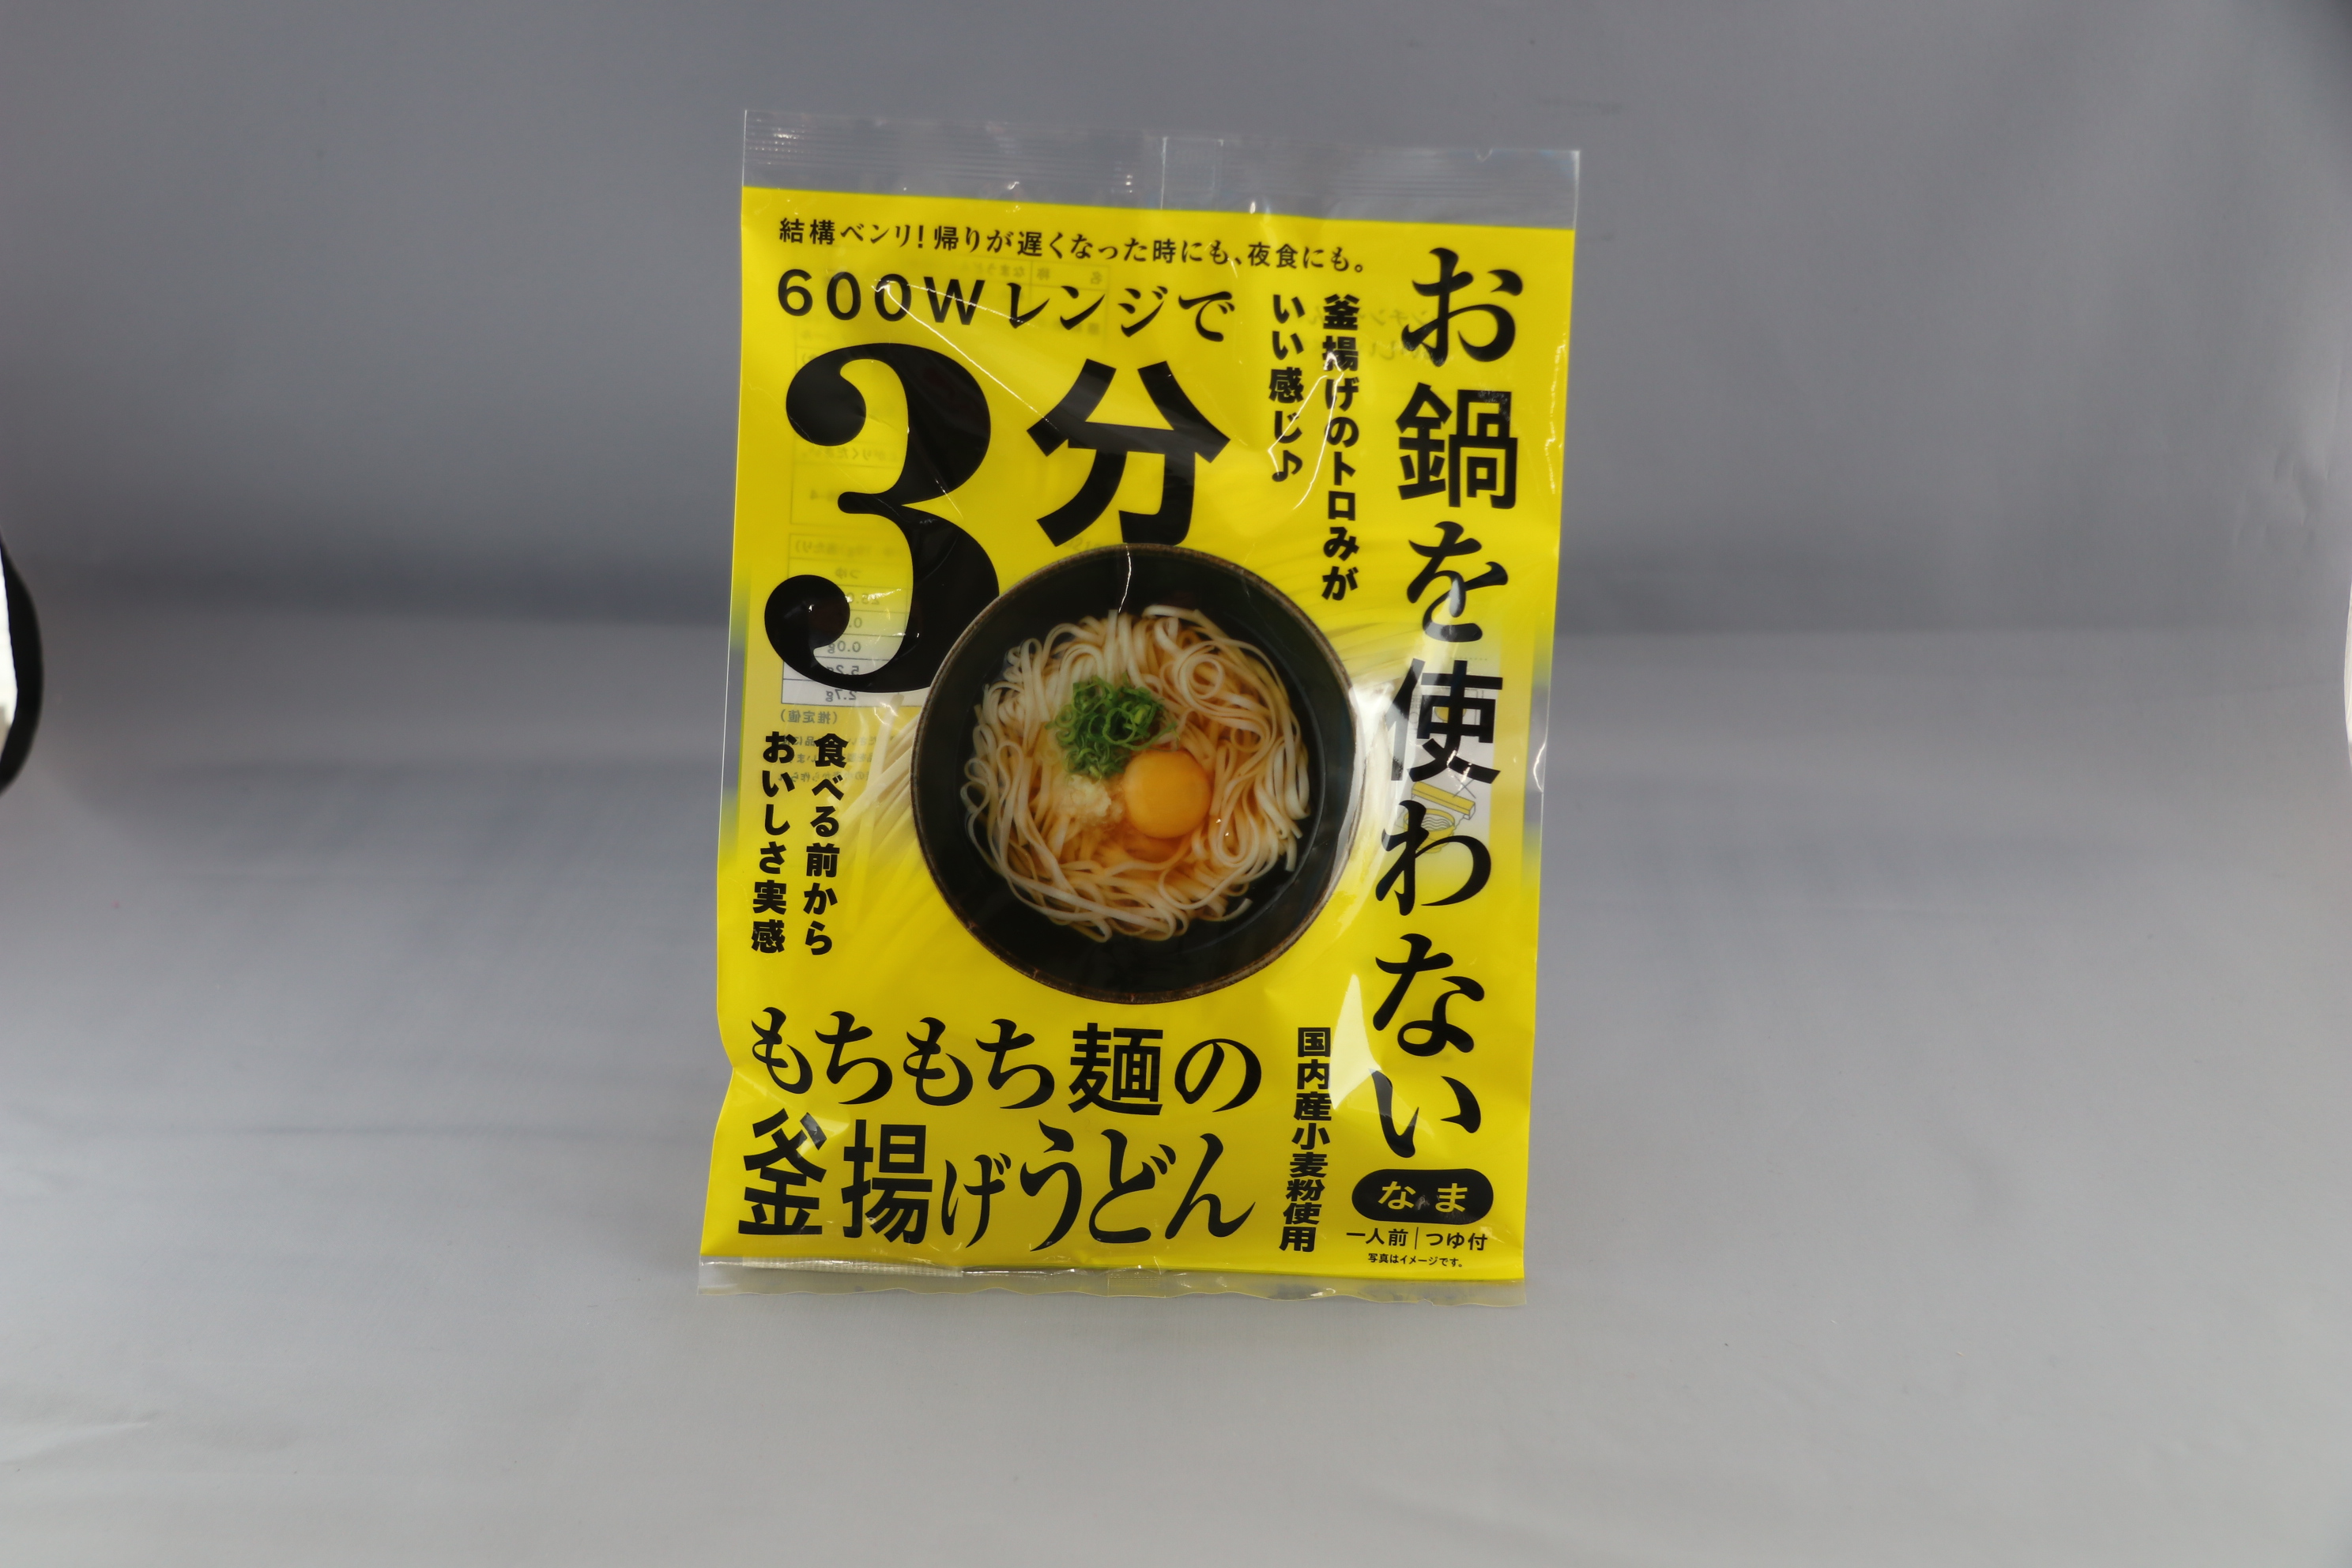 結構ベンリ!帰りが遅くなった時にも、夜食にも。
600Wレンジで
3分
お鍋を使わない
釜揚げのトロみが
いい感じ♪
食べる前から
おいしさ実感
もちもち麺の
釜揚げうどん
国内産小麦粉使用
なま
一人前|つゆ付
写真はイメージです。